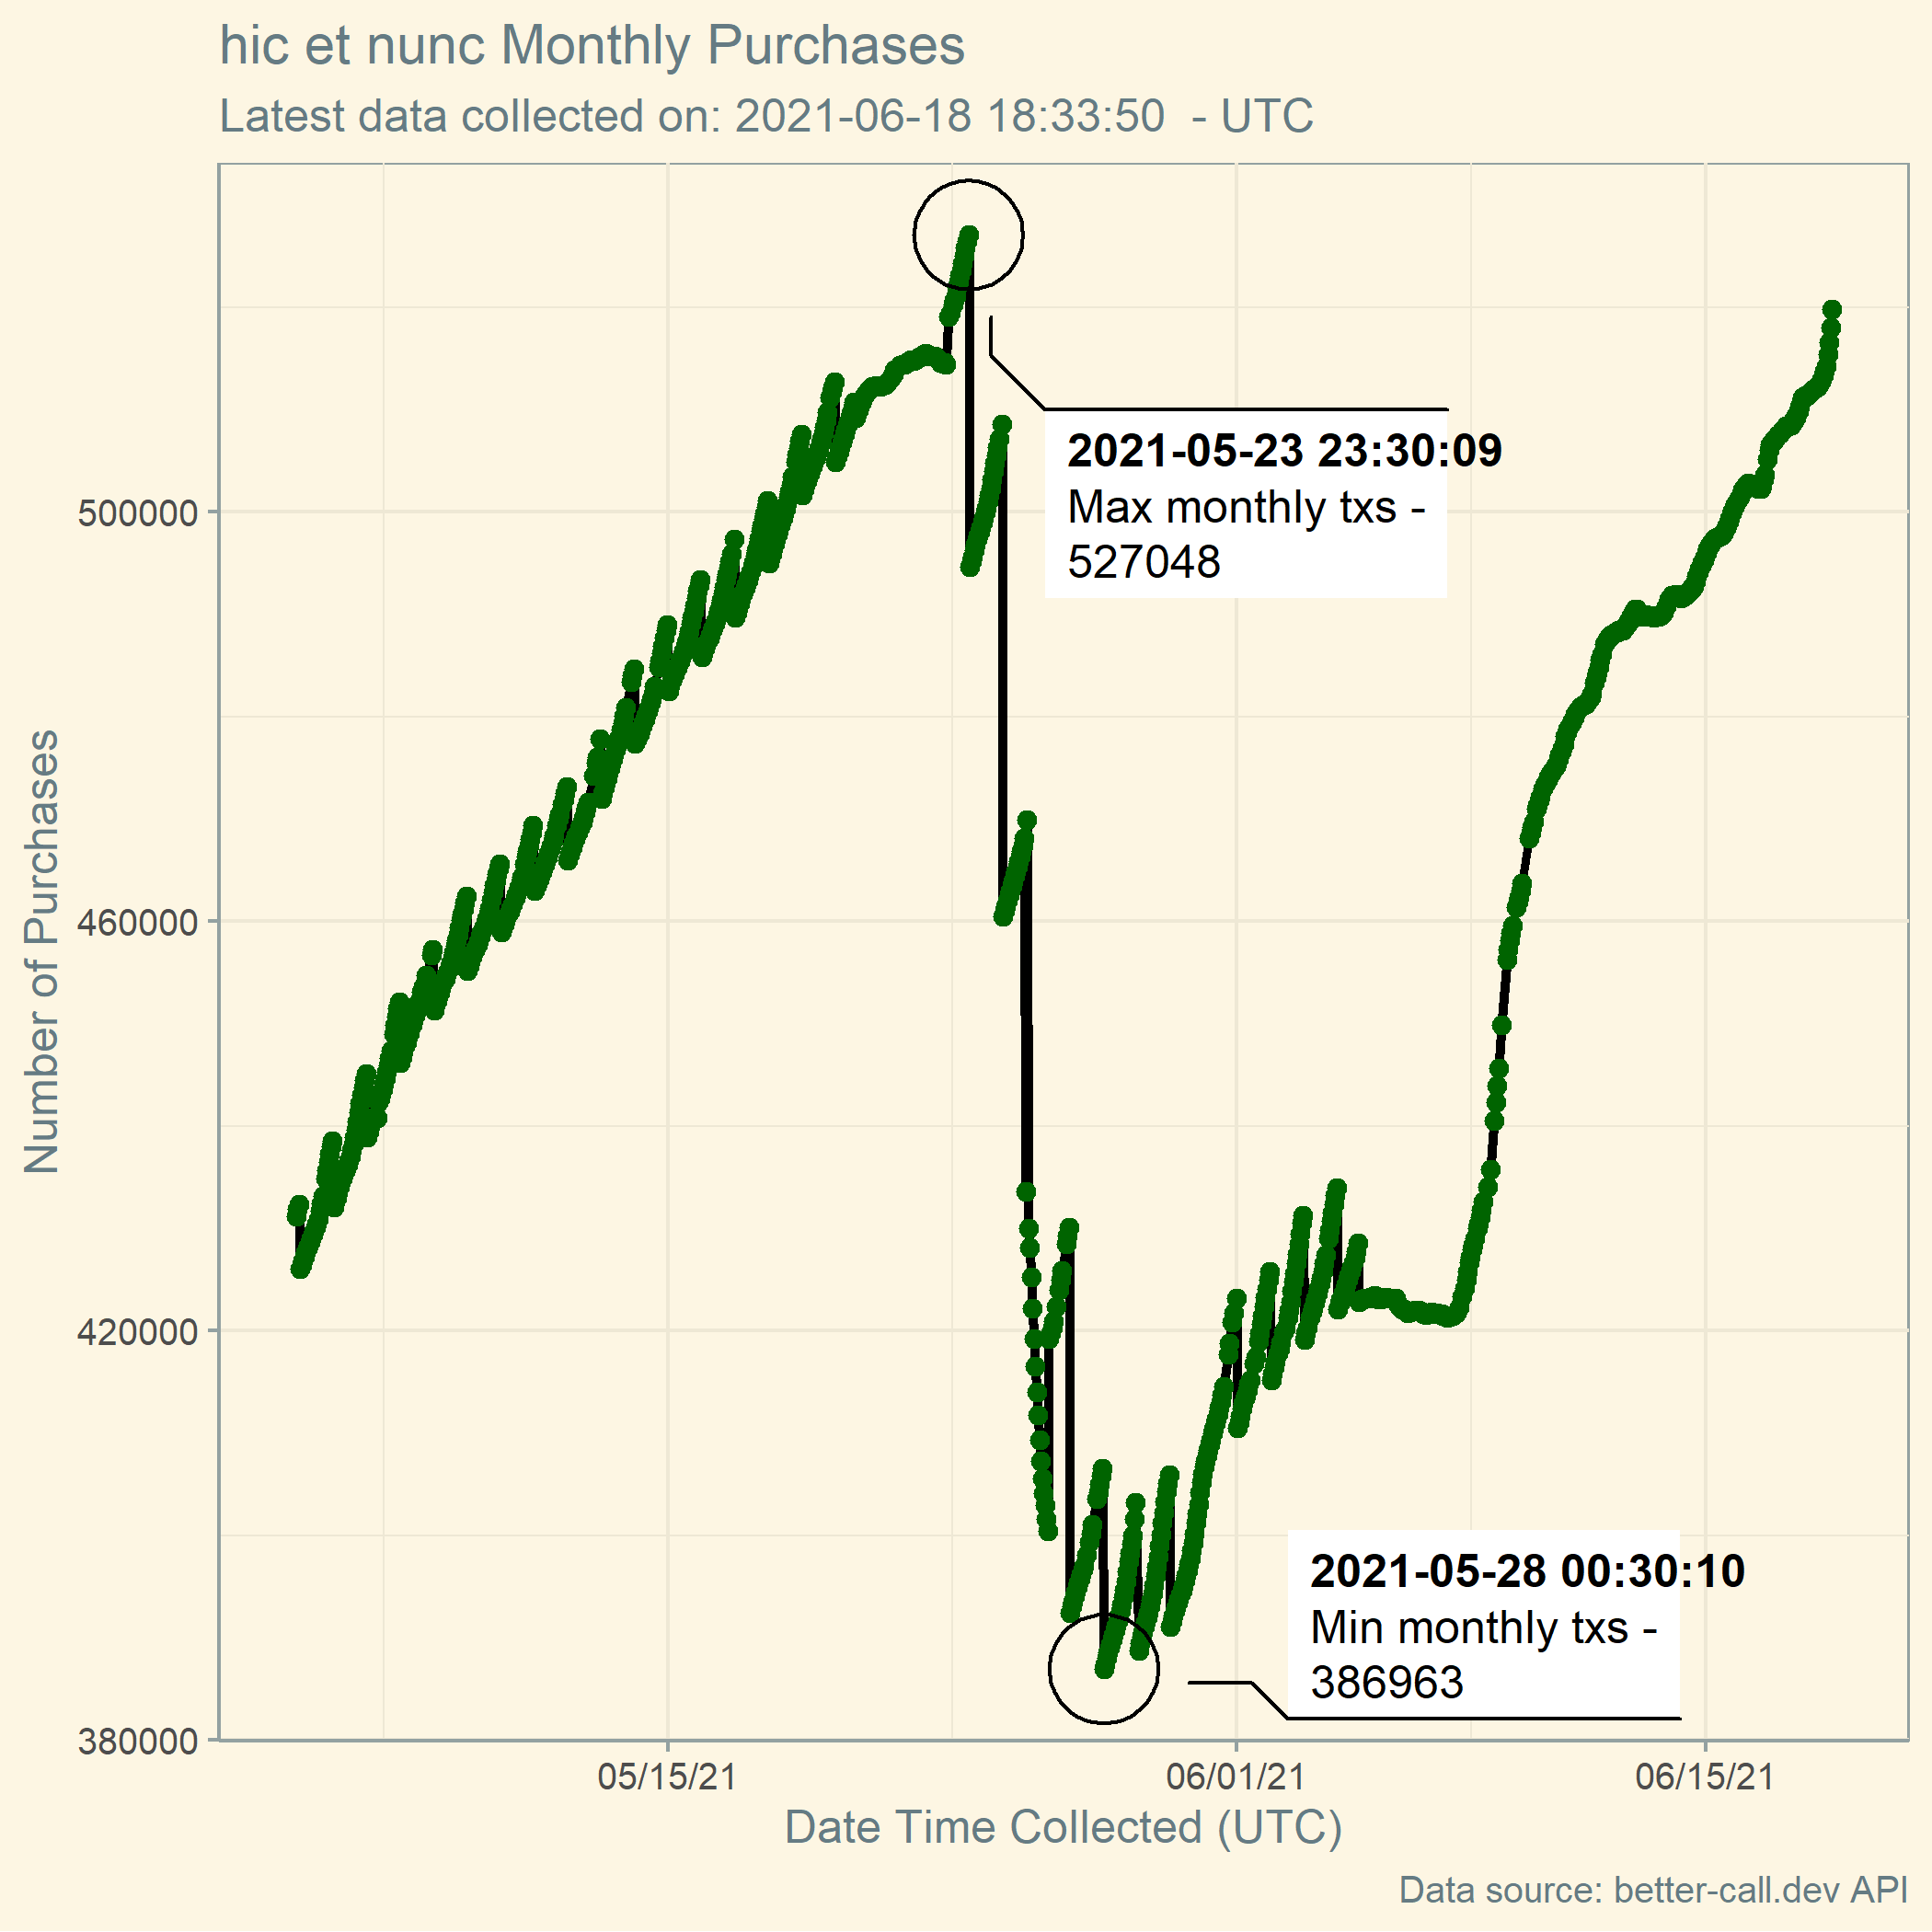 hic et nunc Monthly Purchases
Latest data collected on: 2021-06-18 18:33:50  - UTC
Number of Purchases
500000
460000
420000
380000
2021-05-23 23:30:09
Max monthly txs -
527048
2021-05-28 00:30:10
Min monthly txs -
386963
05/15/21
06/01/21
06/15/21
Date Time Collected (UTC)
Data source: better-call.dev API